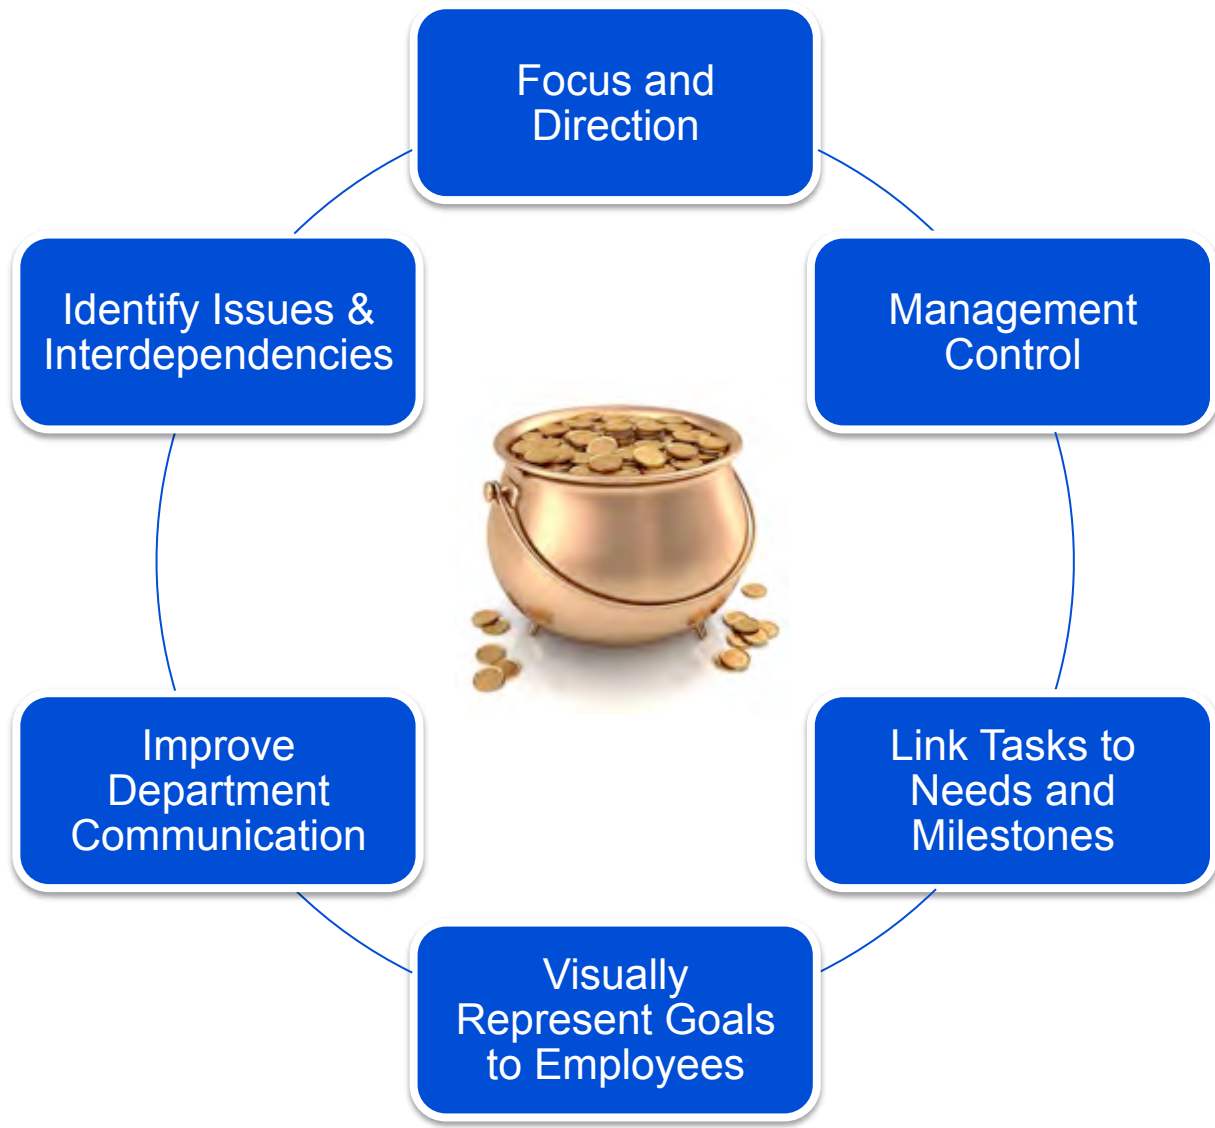 Focus and
Direction
Management
Control
Link Tasks to
Needs and
Milestones
Visually
Represent Goals
to Employees
Improve
Department
Communication
Identify Issues &
Interdependencies